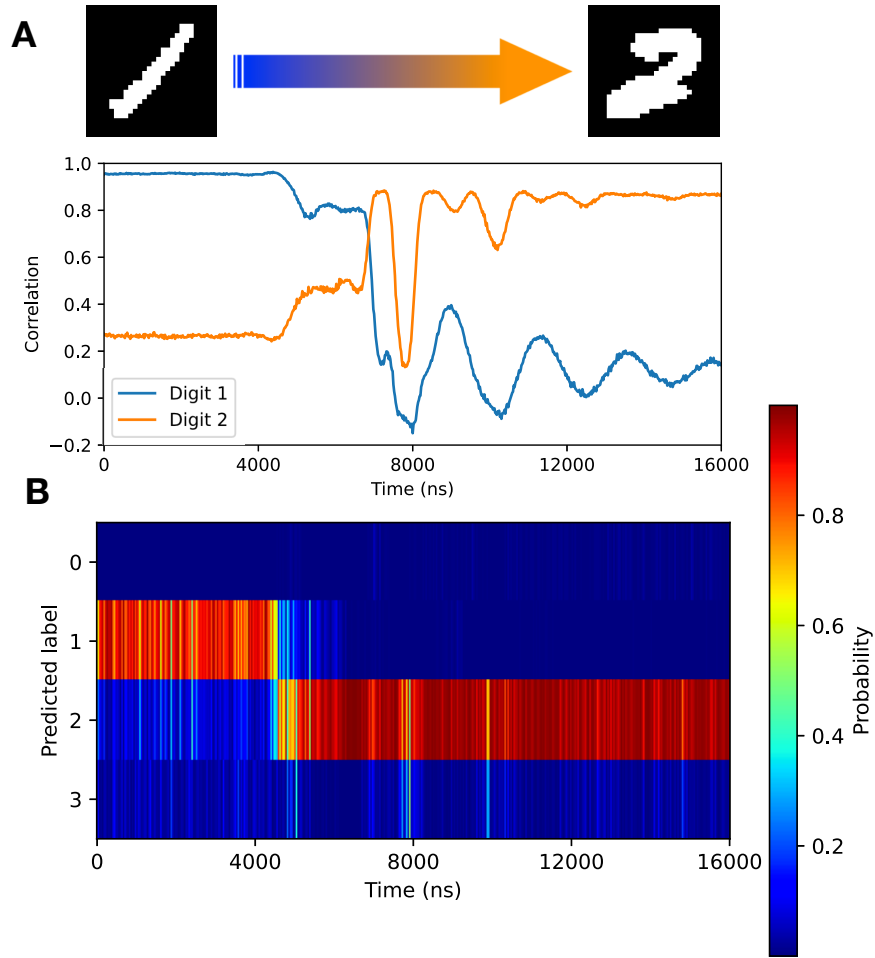 A
1.0
0.8
0.6
0.4
0.2
0.0
−0.2
Correlation
Digit 1
Digit 2
0 4000 8000 12000 16000
Time (ns)
B
0
1
2
3
Predicted label
0 4000 8000 12000 16000
Time (ns)
0.8
0.6
0.4
0.2
Probability